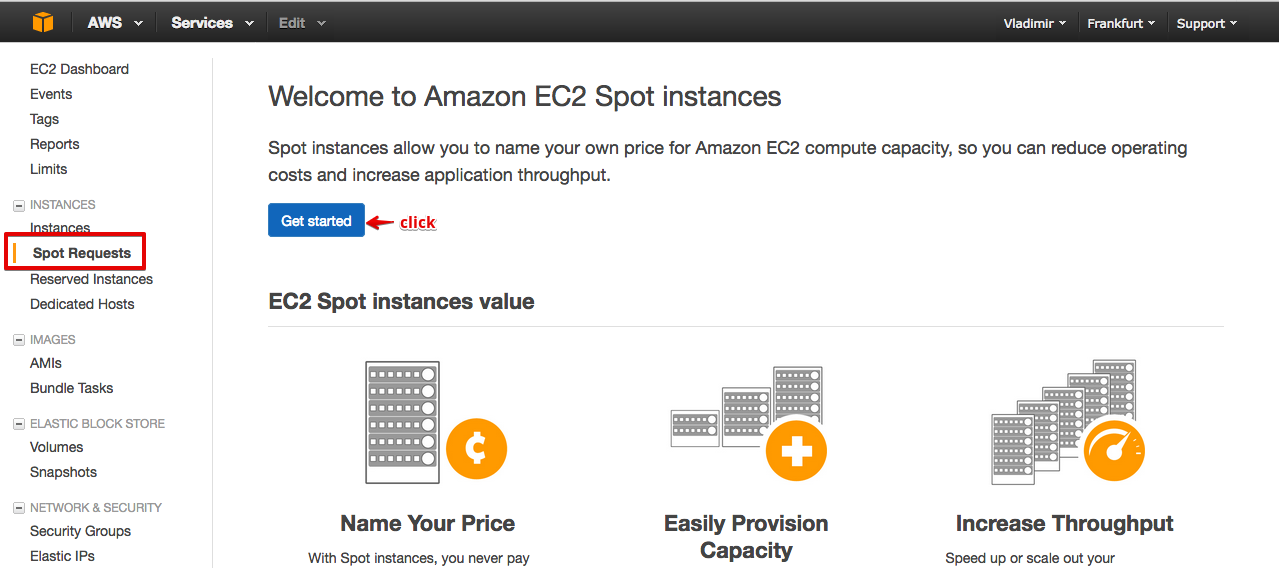 AWS Services Edit Vladimir Frankfurt Support
EC2 Dashboard
Events
Tags
Reports
Limits
INSTANCES
Instances
Spot Requests
Reserved Instances
Dedicated Hosts
IMAGES
AMIs
Bundle Tasks
ELASTIC BLOCK STORE
Volumes
Snapshots
NETWORK & SECURITY
Security Groups
Elastic IPs
Welcome to Amazon EC2 Spot instances
Spot instances allow you to name your own price for Amazon EC2 compute capacity, so you can reduce operating
costs and increase application throughput.
Get started
click
EC2 Spot instances value
¢
Name Your Price
With Spot instances, you never pay
Easily Provision
Capacity
Increase Throughput
Speed up or scale out your